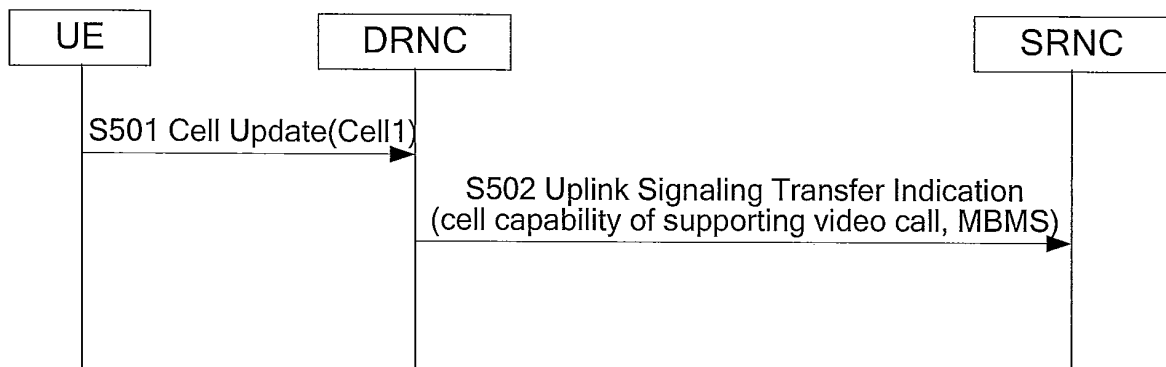 UE
DRNC
SRNC
S501 Cell Update(Cell1)
S502 Uplink Signaling Transfer Indication
(cell capability of supporting video call, MBMS)